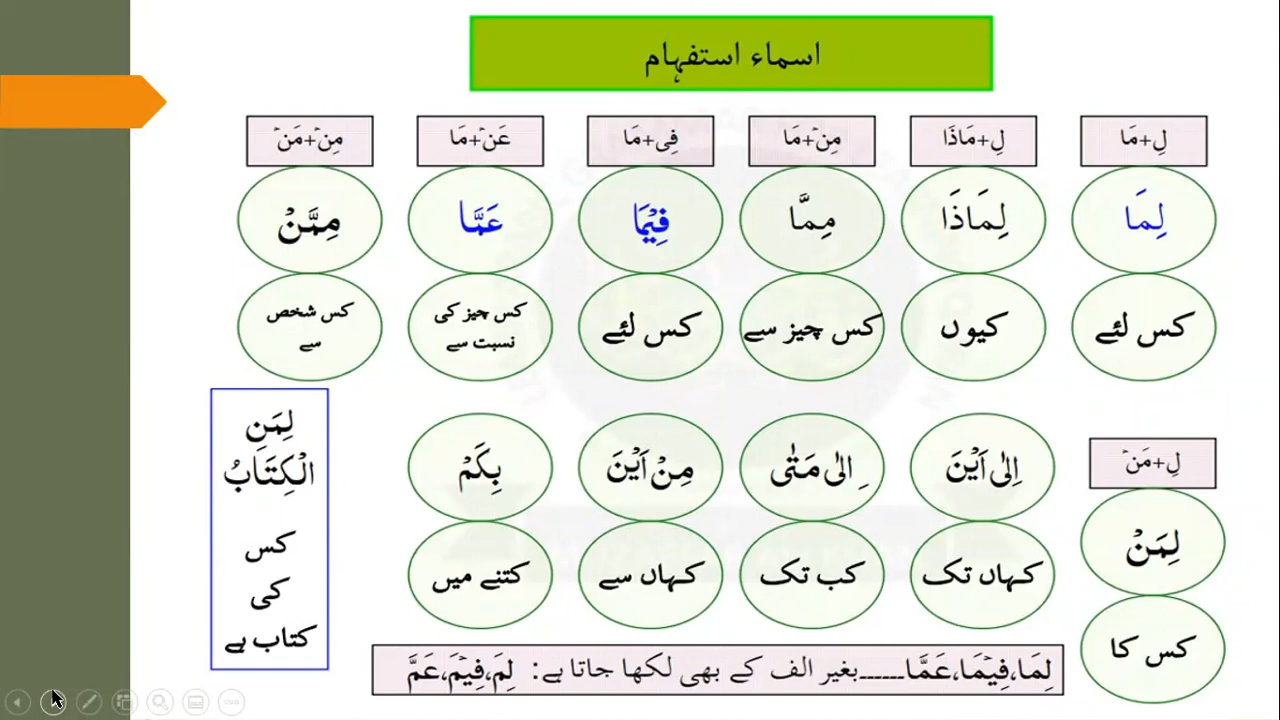 اسماء استفہام
لِ+مَا
لِ+مَاذَا
مِنْ+مَا
فِی+مَا
عَنْ+مَا
مِنْ+مَنْ
لِمَا
لِمَاذَا
مِمَّا
فِيْمَا
عَمَّا
مِمَّنْ
کس لئے
کیوں
کس چیز سے
کس لئے
کس چیز کی
نسبت سے
کس شخص
سے
لِ+مَنْ
لِمَنْ
کس کا
اِلٰی اَيْنَ
اِلٰی مَتٰی
مِنْ اَيْنَ
بِكَمْ
کہاں تک
کب تک
کہاں سے
کتنے میں
لِمَنِ
الْكِتَابُ
کس
کی
کتاب ہے
لِمَا،فِيْمَا،عَمَّا-----بغیر الف کے بھی لکھا جاتا ہے: لِمَ،فِيْمَ،عَمَّ